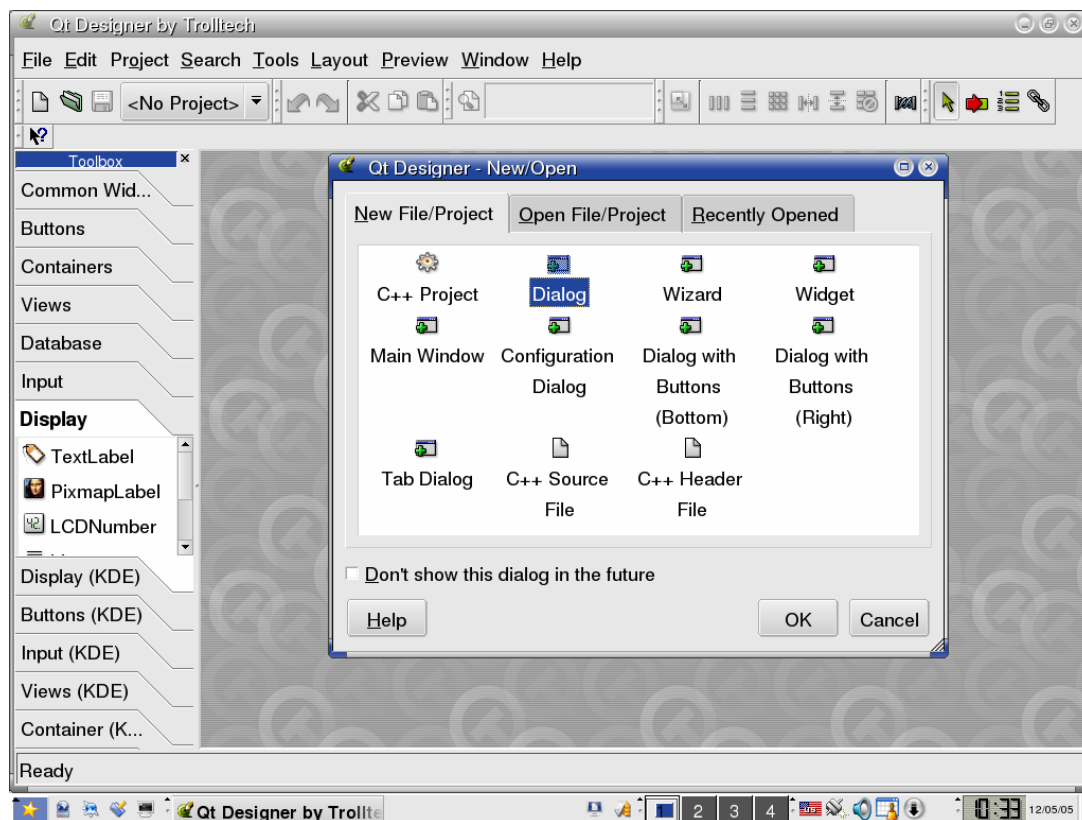 Qt Designer by Trolltech
File Edit Project Search Tools Layout Preview Window Help
<No Project>
Toolbox
Common Wid...
Buttons
Containers
Views
Database
Input
Display
TextLabel
PixmapLabel
LCDNumber
Display (KDE)
Buttons (KDE)
Input (KDE)
Views (KDE)
Container (K...
Qt Designer - New/Open
New File/Project Open File/Project Recently Opened
C++ Project Dialog Wizard Widget
Main Window Configuration Dialog with Dialog with
Dialog Buttons Buttons
(Bottom) (Right)
Tab Dialog C++ Source C++ Header
File File
Don't show this dialog in the future
Help OK Cancel
Ready
Qt Designer by Trollte 1 2 3 4 US 10:33 12/05/05